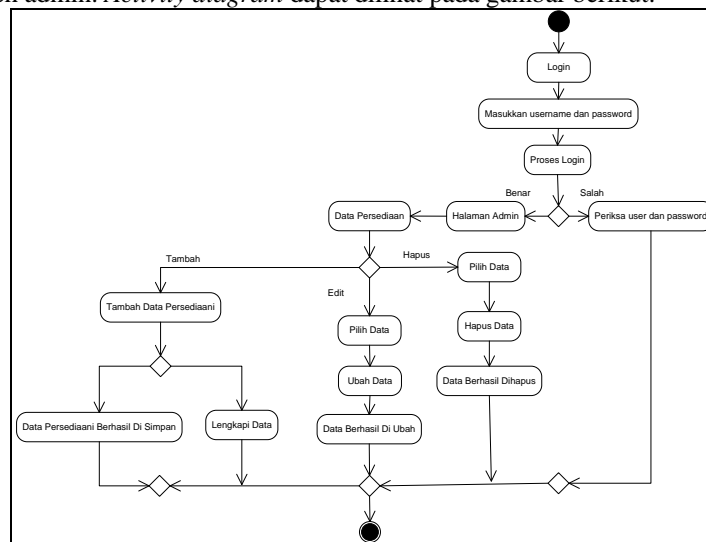 admin. Activity diagram dapat dilihat pada gambar berikut.
Login
Masukkan username dan password
Proses Login
Benar
Salah
Data Persediaan
Halaman Admin
Periksa user dan password
Tambah
Hapus
Pilih Data
Edit
Tambah Data Persediaani
Pilih Data
Hapus Data
Ubah Data
Data Berhasil Dihapus
Data Persediaani Berhasil Di Simpan
Lengkapi Data
Data Berhasil Di Ubah